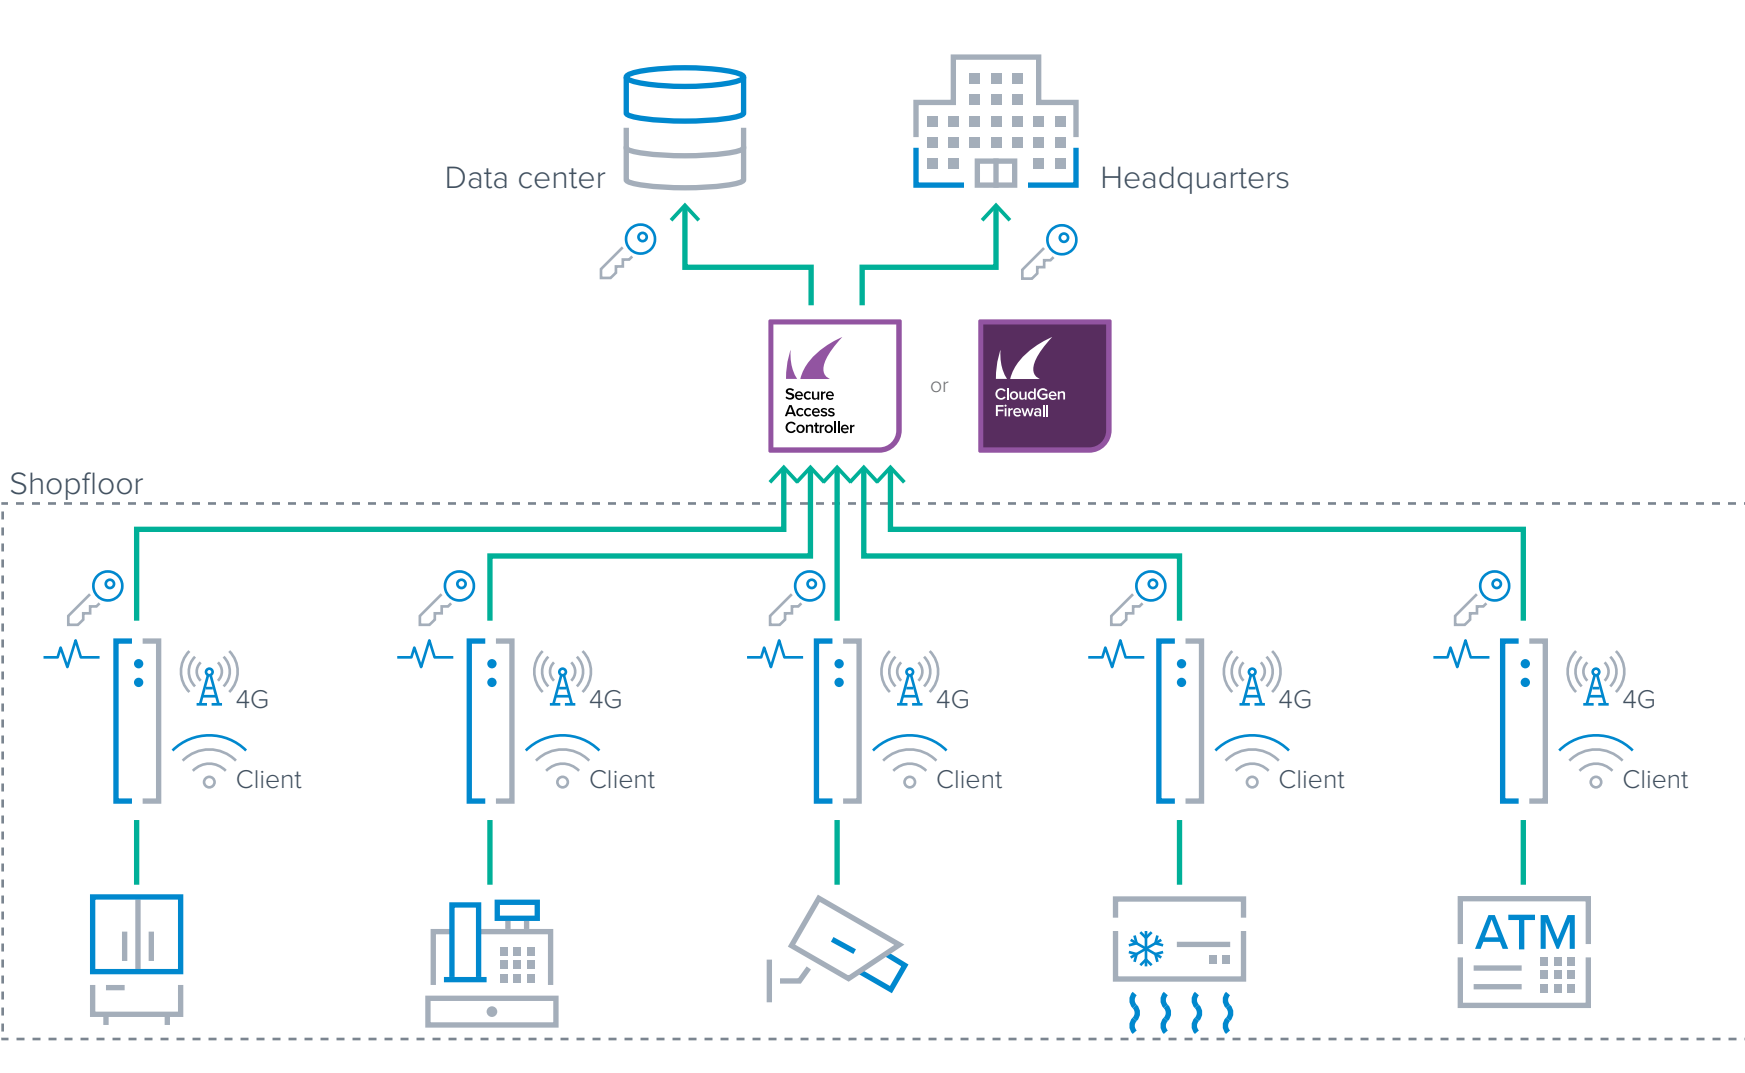 Data center
Headquarters
Secure
Access
Controller
or
CloudGen
Firewall
Shopfloor
4G
Client
4G
Client
4G
Client
4G
Client
4G
Client
ATM